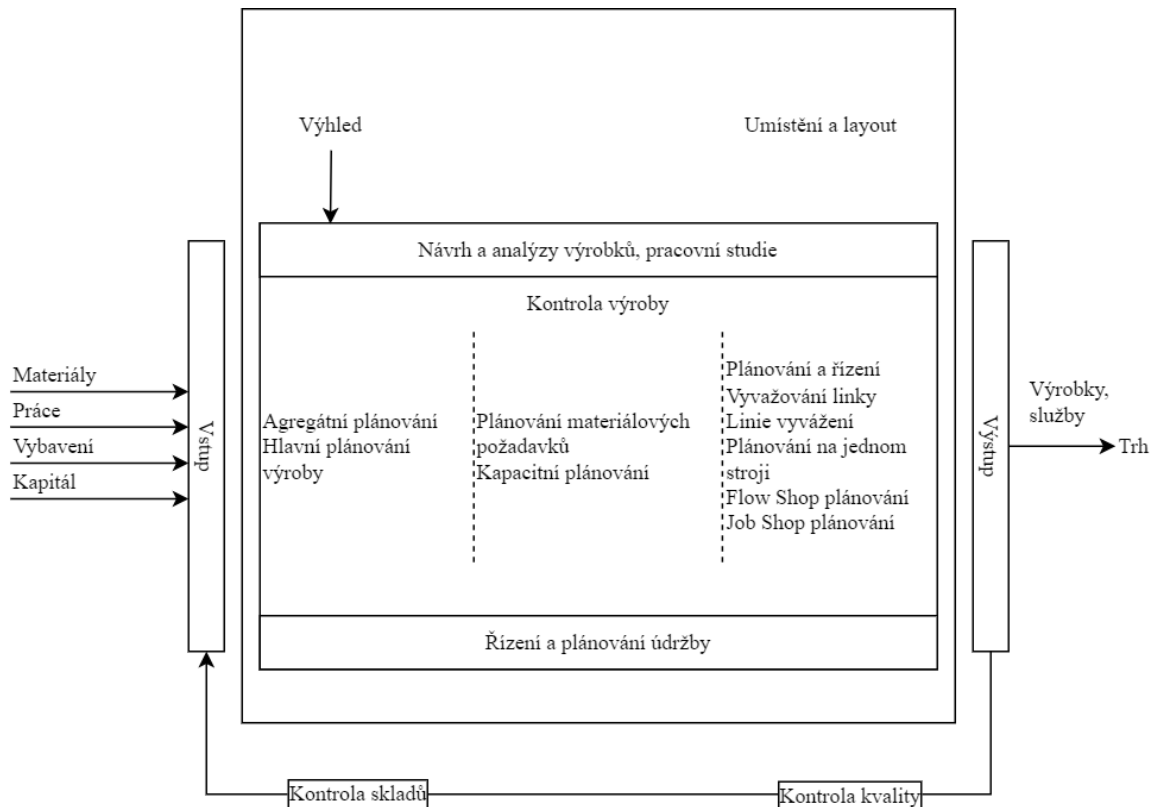 Výhled
Umístění a layout
Návrh a analýzy výrobků, pracovní studie
Kontrola výroby
Materiály
Práce
Vybavení
Kapitál
Vstup
Agregátní plánování
Hlavní plánování
výroby
Plánování materiálových
požadavků
Kapacitní plánování
Plánování a řízení
Vyvažování linky
Linie vyvážení
Plánování na jednom
stroji
Flow Shop plánování
Job Shop plánování
Výstup
Výrobky,
služby
Trh
Řízení a plánování údržby
Kontrola skladů
Kontrola kvality